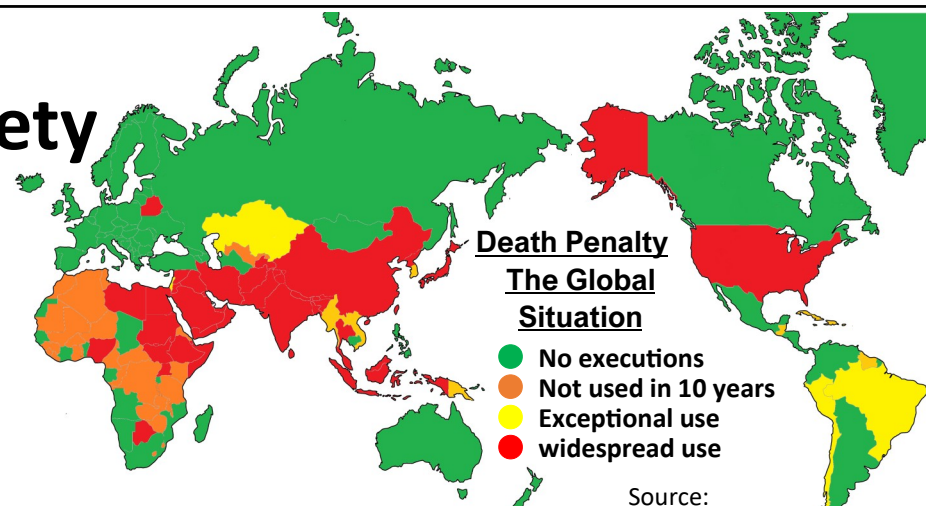 ety
Death Penalty
The Global
Situation
No executions
Not used in 10 years
Exceptional use
widespread use
Source: